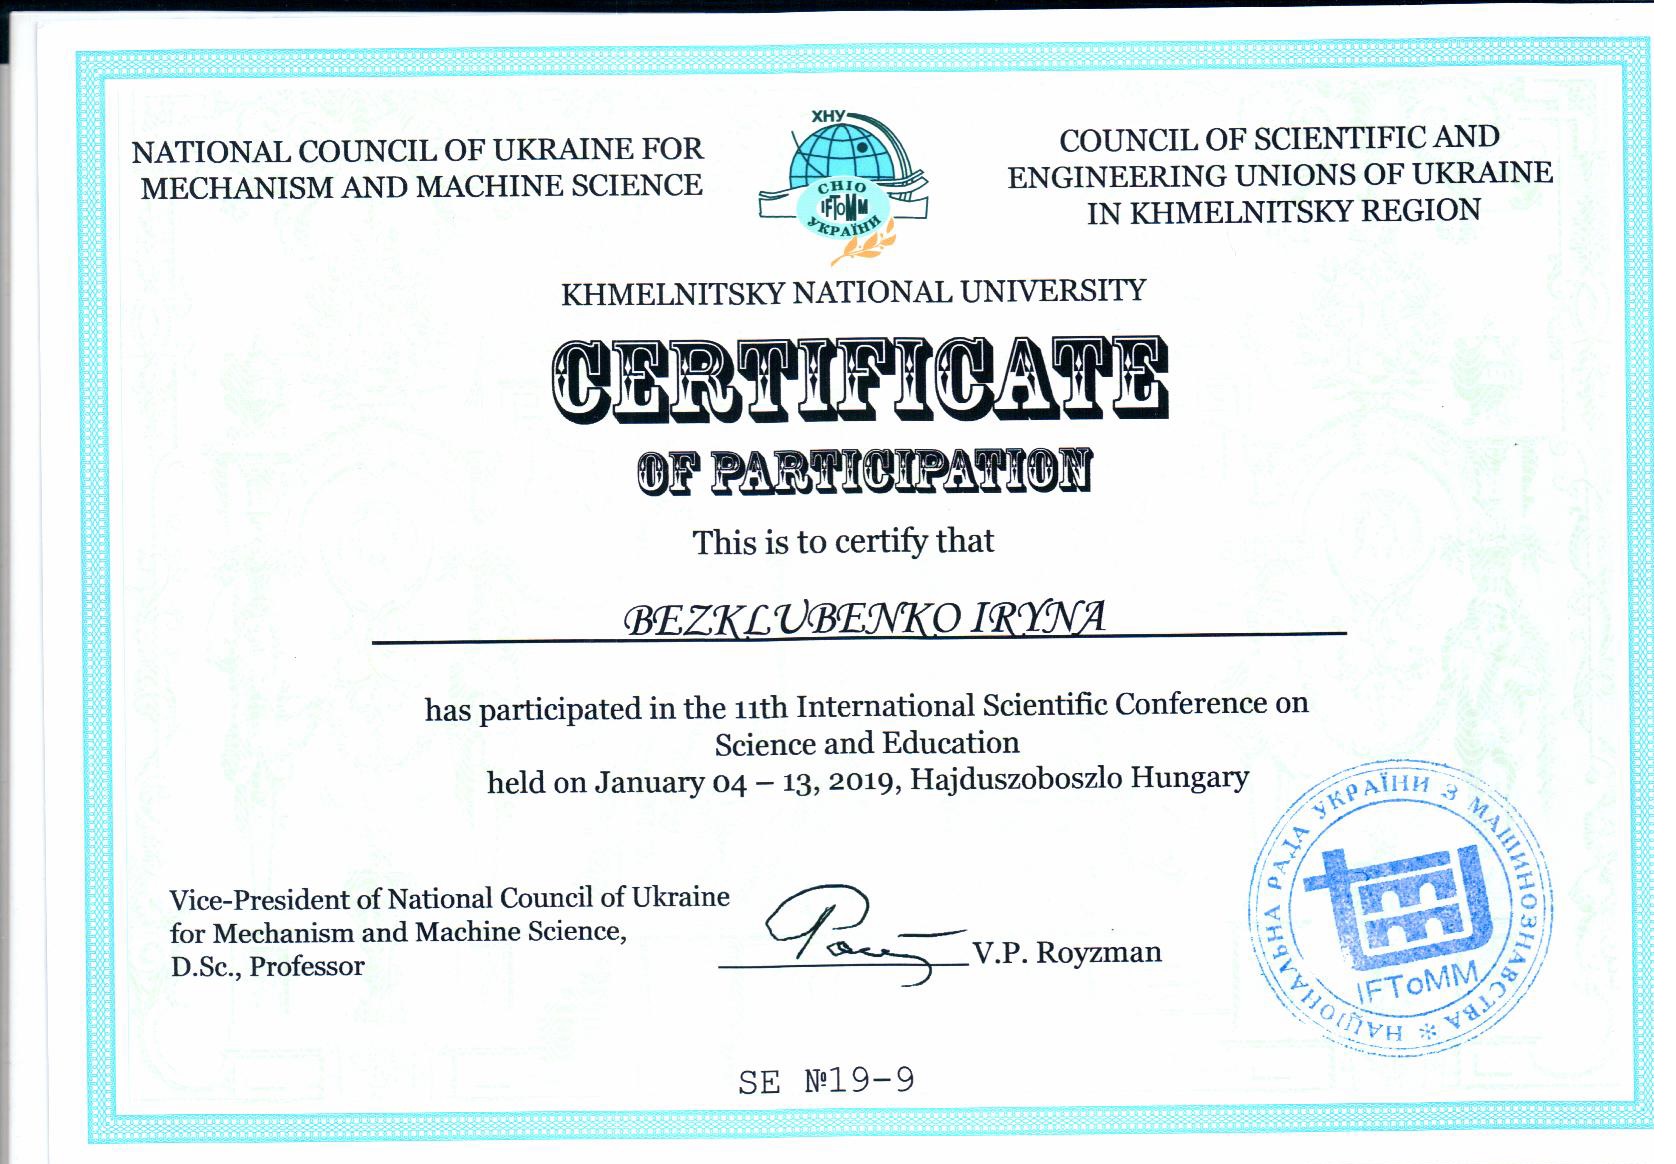 NATIONAL COUNCIL OF UKRAINE FOR
MECHANISM AND MACHINE SCIENCE
ХНУ
СНІО
IFToMM
УКРАЇНИ
COUNCIL OF SCIENTIFIC AND
ENGINEERING UNIONS OF UKRAINE
IN KHMELNITSKY REGION
KHMELNITSKY NATIONAL UNIVERSITY
CERTIFICATE
OF PARTICIPATION
This is to certify that
BEZKLUBENKO IRYNA
has participated in the 11th International Scientific Conference on
Science and Education
held on January 04 – 13, 2019, Hajduszoboszlo Hungary
Vice-President of National Council of Ukraine
for Mechanism and Machine Science,
D.Sc., Professor
V.P. Royzman
НАЦІОНАЛЬНА РАДА УКРАЇНИ З МАШИНОЗНАВСТВА *
IFToMM
SE №19-9